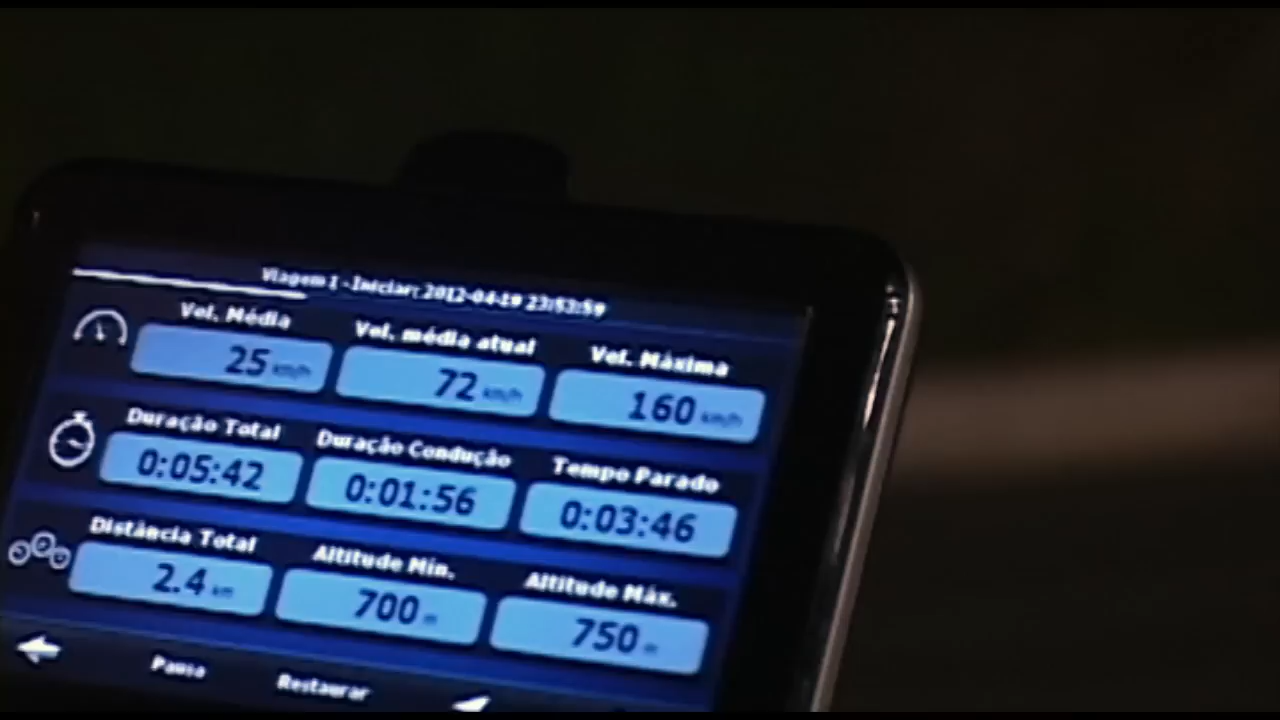 Viagem 1 - Iniciar: 2012-04-19 23:53:59
Vel. Média Vel. média atual Vel. Máxima
25 km/h 72 km/h 160 km/h
Duração Total Duração Condução Tempo Parado
0:05:42 0:01:56 0:03:46
Distância Total Altitude Mín. Altitude Máx.
2.4 km 700 m 750 m
Pausa Restaurar